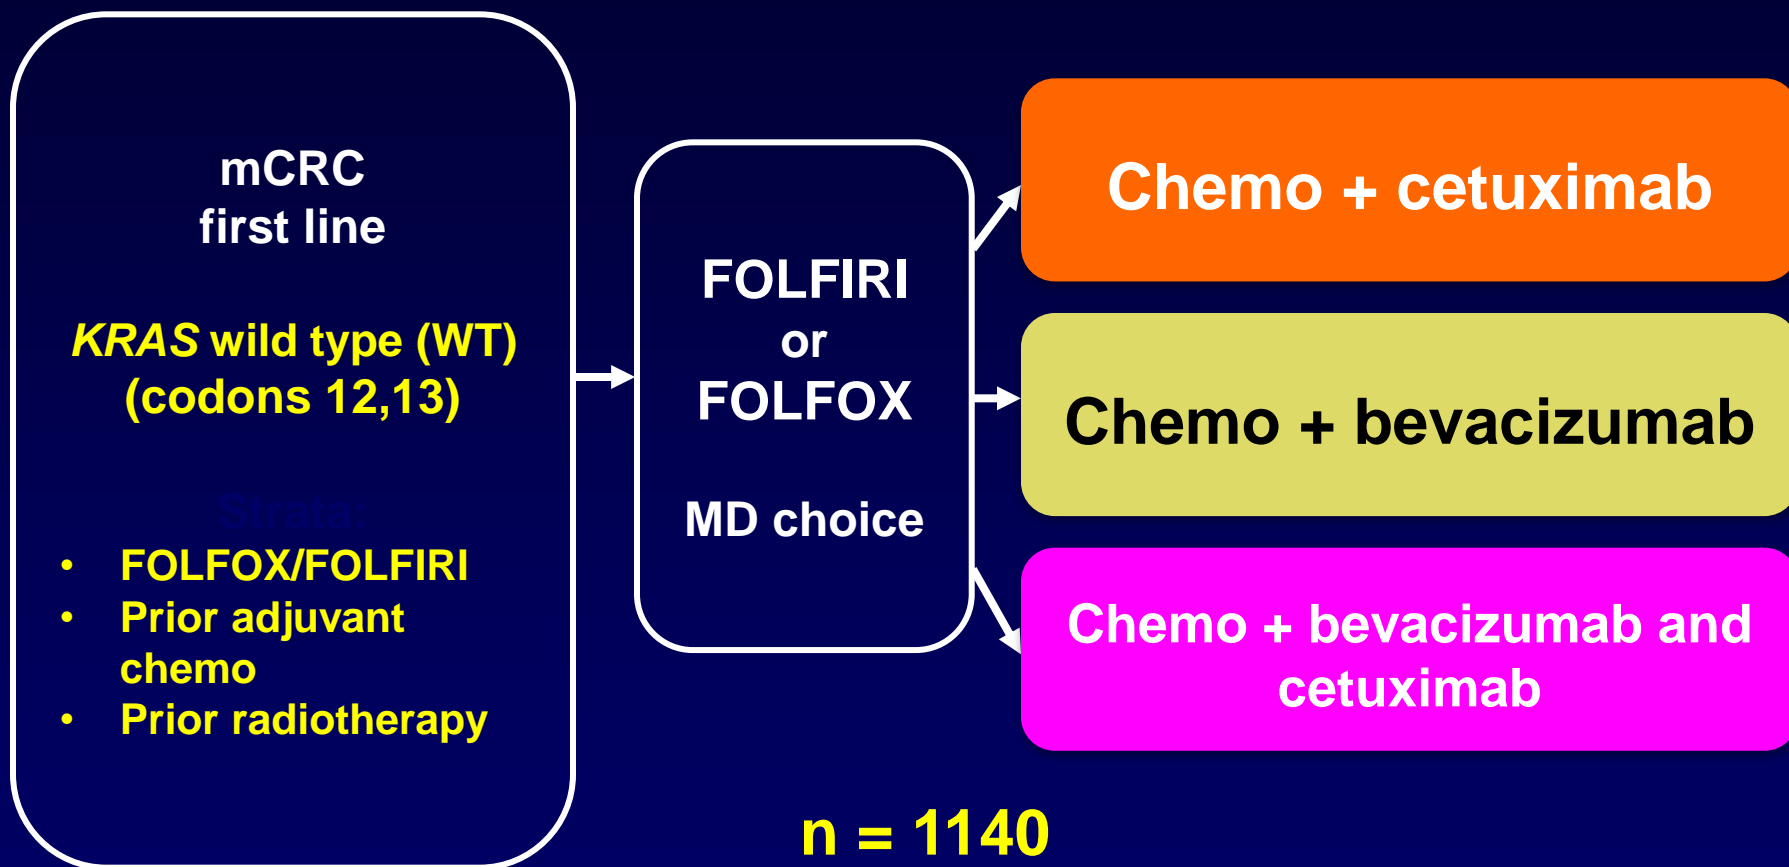 mCRC
first line
KRAS wild type (WT)
(codons 12,13)
Strata:
• FOLFOX/FOLFIRI
• Prior adjuvant
chemo
• Prior radiotherapy
FOLFIRI
or
FOLFOX
MD choice
Chemo + cetuximab
Chemo + bevacizumab
Chemo + bevacizumab and
cetuximab
n = 1140